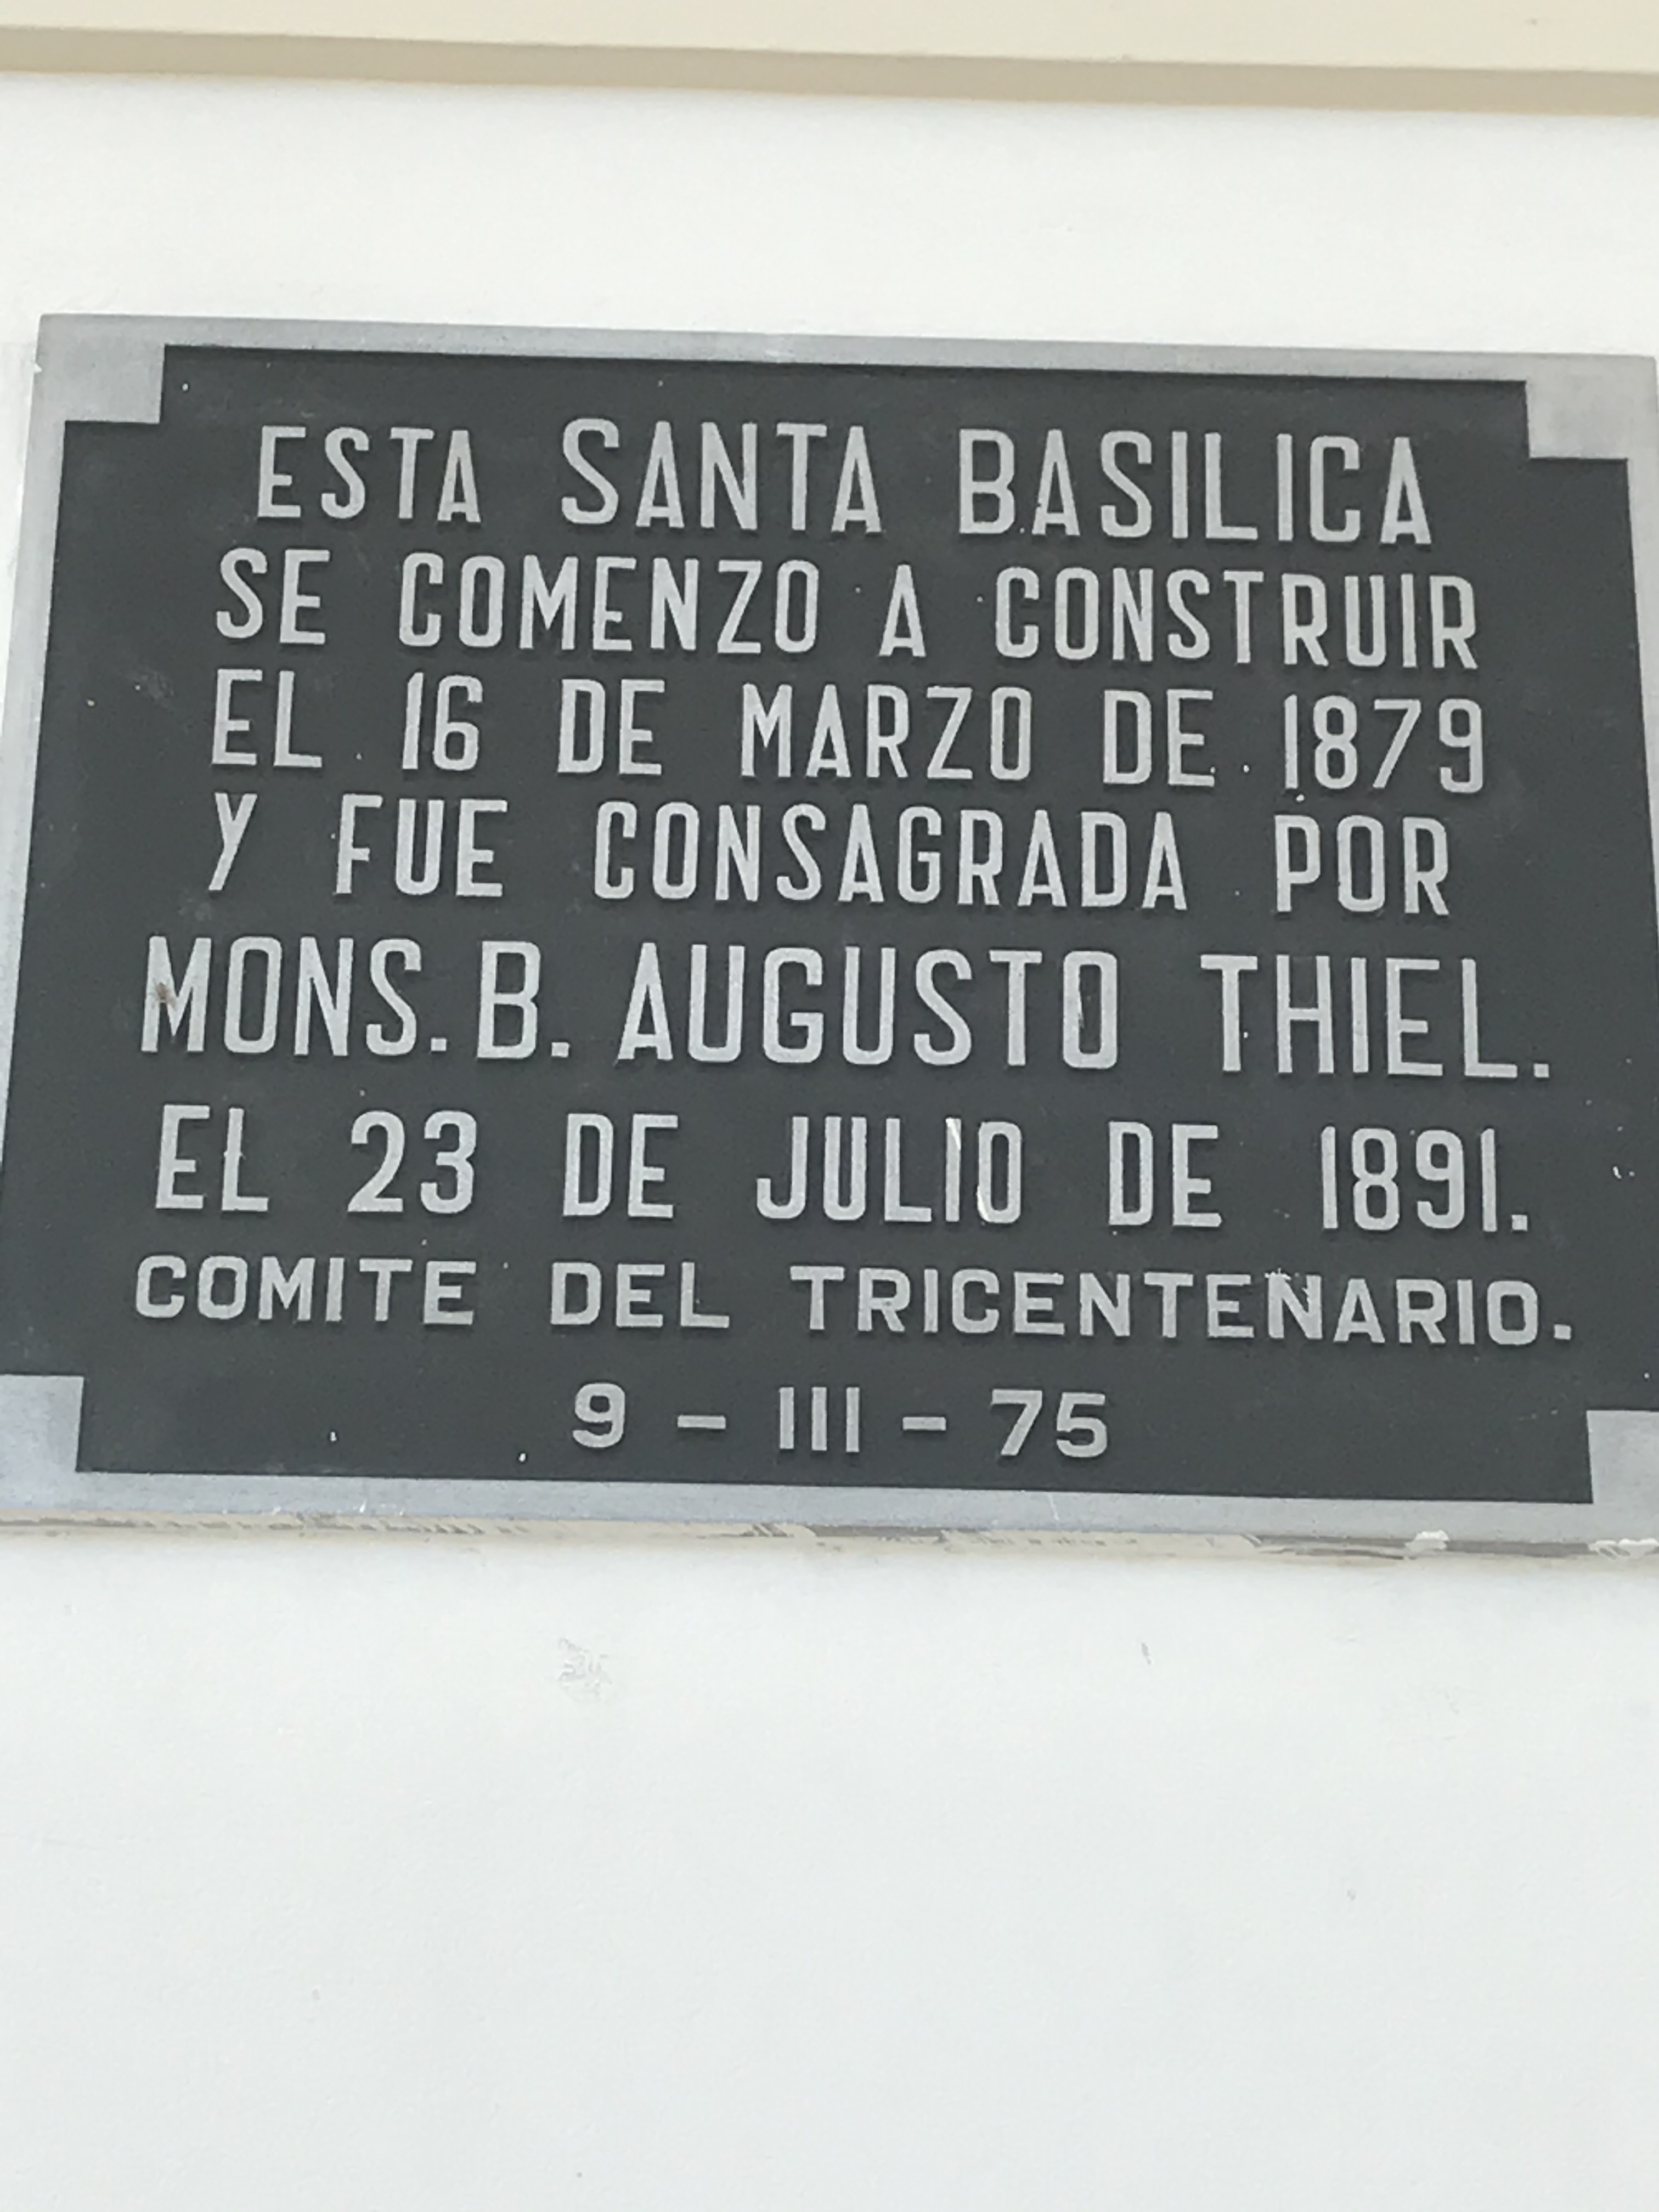 ESTA SANTA BASILICA
SE COMENZO A CONSTRUIR
EL 16 DE MARZO DE 1879
Y FUE CONSAGRADA POR
MONS. B. AUGUSTO THIEL.
EL 23 DE JULIO DE 1891.
COMITE DEL TRICENTENARIO.
9 - III - 75